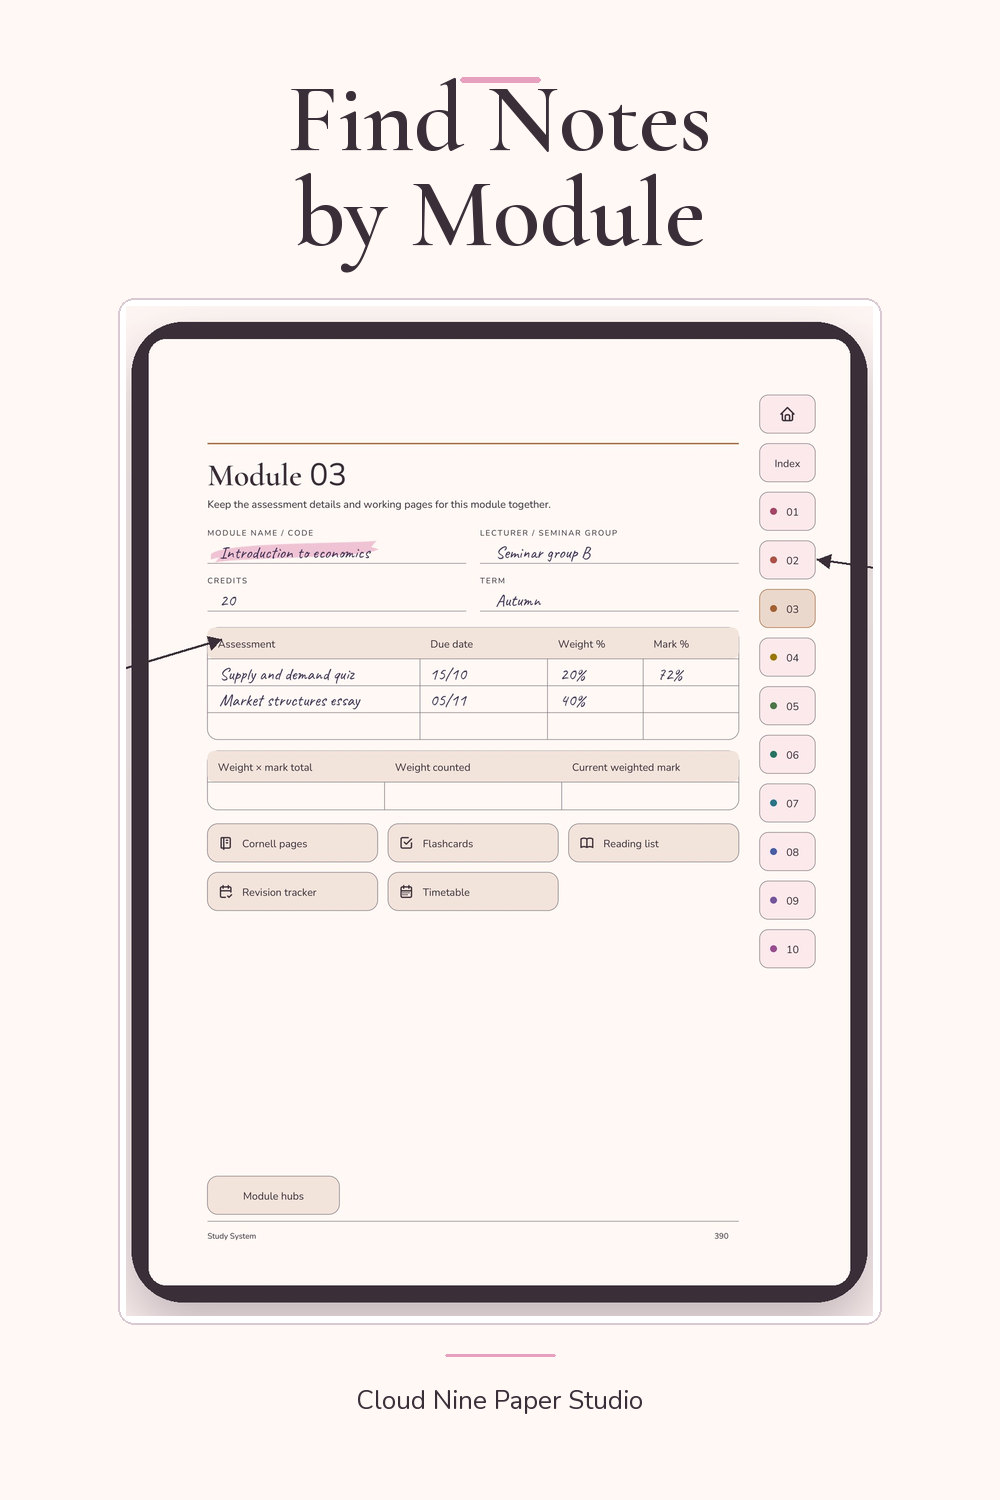 Find Notes
by Module
Index
01
02
03
04
05
06
07
08
09
10
Module 03
Keep the assessment details and working pages for this module together.
MODULE NAME / CODE LECTURER / SEMINAR GROUP
Introduction to economics Seminar group B
CREDITS TERM
20 Autumn
Assessment Due date Weight % Mark %
Supply and demand quiz 15/10 20% 72%
Market structures essay 05/11 40%
Weight × mark total Weight counted Current weighted mark
Cornell pages Flashcards Reading list
Revision tracker Timetable
Module hubs
Study System 390
Cloud Nine Paper Studio